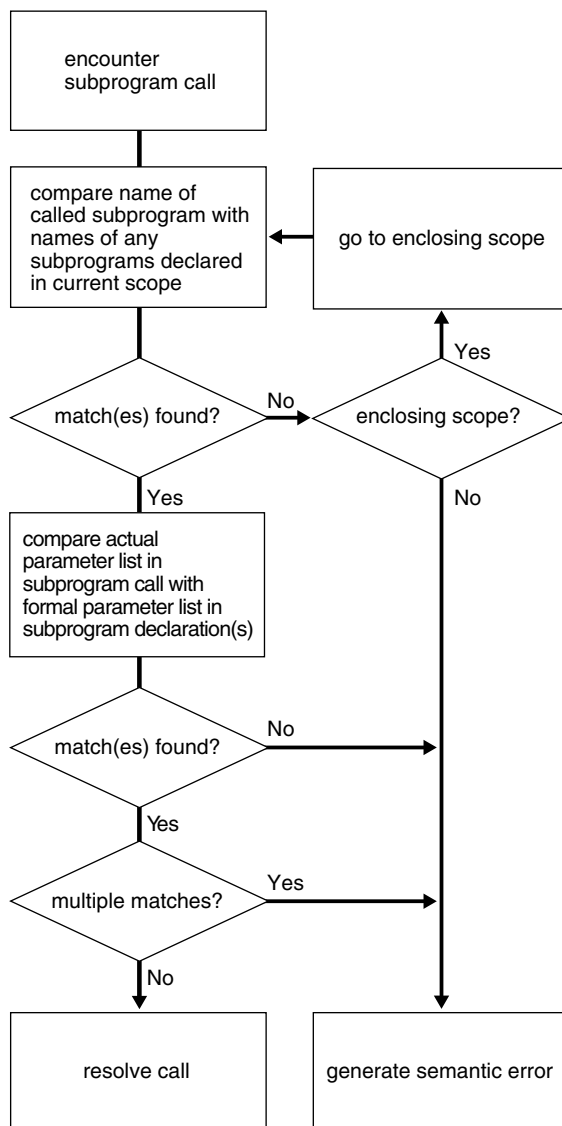 encounter
subprogram call
compare name of
called subprogram with
names of any
subprograms declared
in current scope
go to enclosing scope
Yes
match(es) found?
No
enclosing scope?
Yes
No
compare actual
parameter list in
subprogram call with
formal parameter list in
subprogram declaration(s)
match(es) found?
No
Yes
multiple matches?
Yes
No
resolve call
generate semantic error